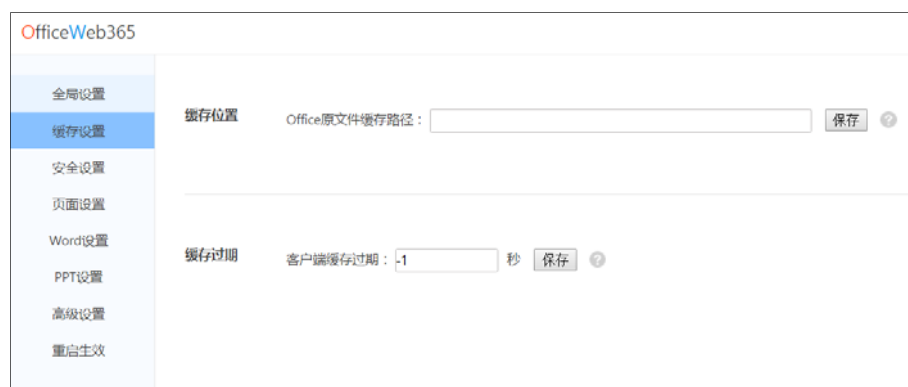 OfficeWeb365
全局设置
缓存设置
安全设置
页面设置
Word设置
PPT设置
高级设置
重启生效
缓存位置 Office原文件缓存路径： 保存 ?
缓存过期 客户端缓存过期：-1 秒 保存 ?